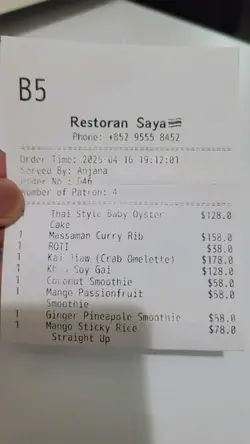 B5
Restoran Saya
Phone: +852 9555 8452
Order Time: 2025-04-16 19:12:01
Served By: Anjana
Order No : D46
Number of Patron: 4
Thai Style Baby Oyster $128.0
Cake
1 Massaman Curry Rib $158.0
1 ROTI $38.0
1 Kai Jiaw (Crab Omelette) $178.0
1 Soy Gai $128.0
1 Coconut Smoothie $58.0
1 Mango Passionfruit $58.0
Smoothie
1 Ginger Pineapple Smoothie $58.0
1 Mango Sticky Rice $78.0
Straight Up